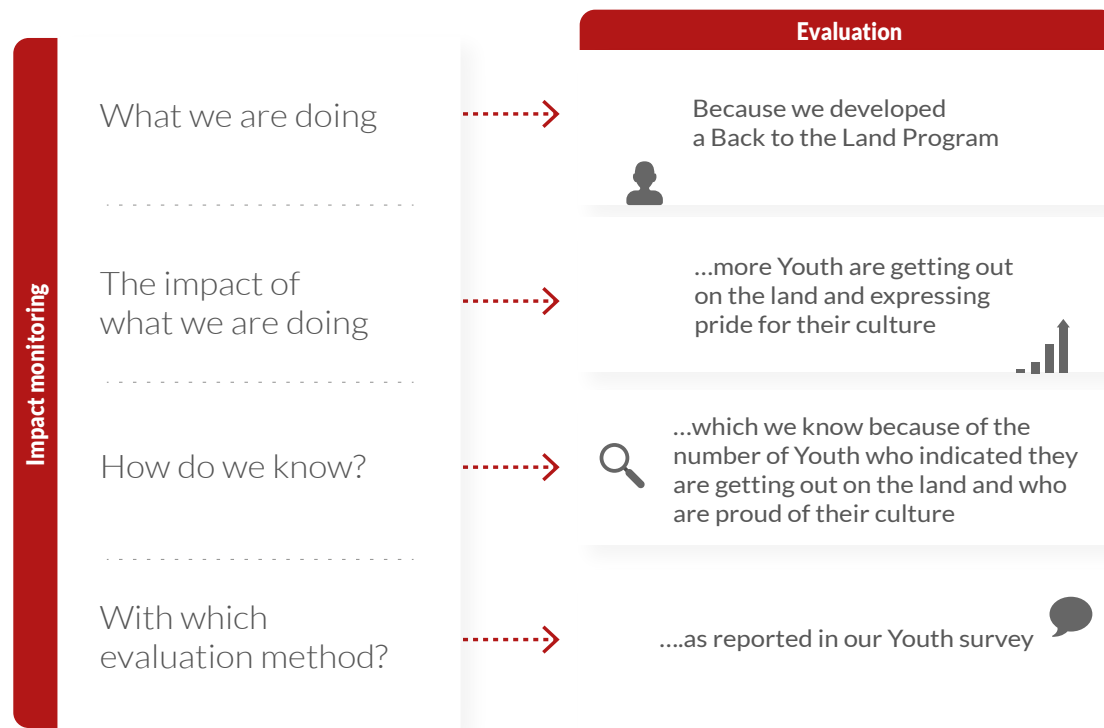 Evaluation
Impact monitoring
What we are doing
Because we developed
a Back to the Land Program
The impact of
what we are doing
...more Youth are getting out
on the land and expressing
pride for their culture
How do we know?
...which we know because of the
number of Youth who indicated they
are getting out on the land and who
are proud of their culture
With which
evaluation method?
....as reported in our Youth survey